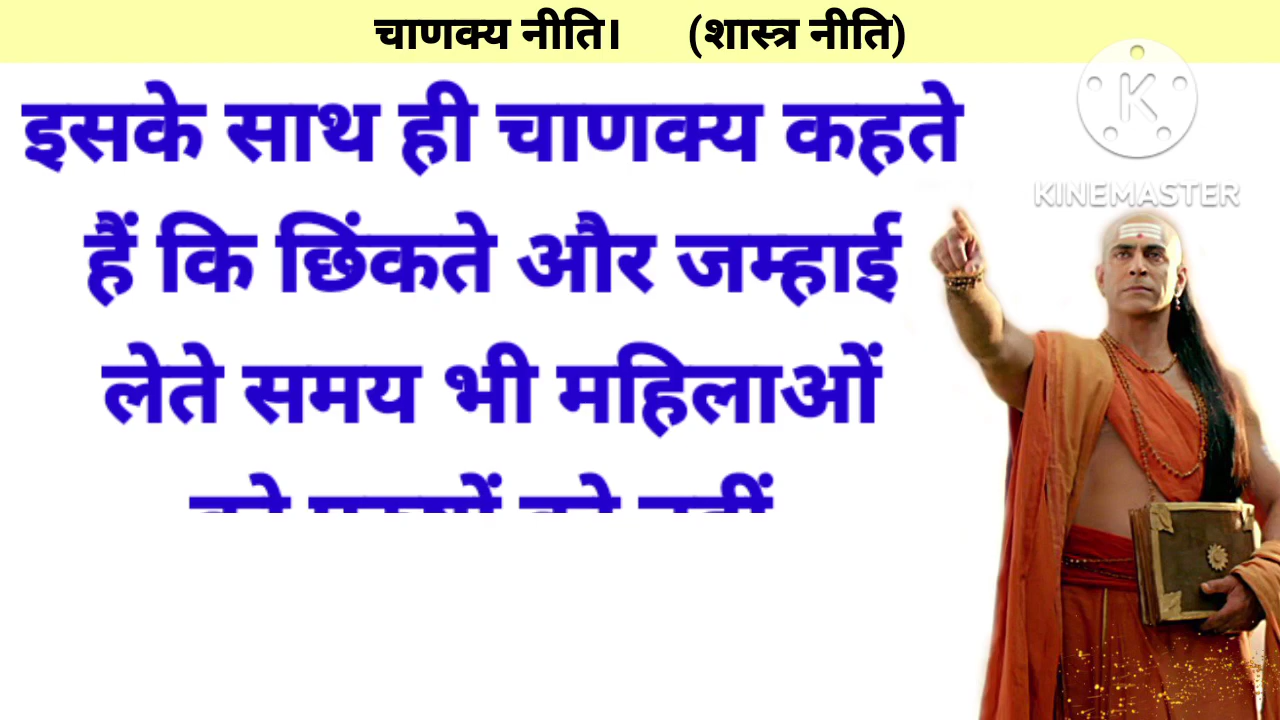 चाणक्य नीति। (शास्त्र नीति)
K
KINEMASTER
इसके साथ ही चाणक्य कहते
हैं कि छिंकते और जम्हाई
लेते समय भी महिलाओं